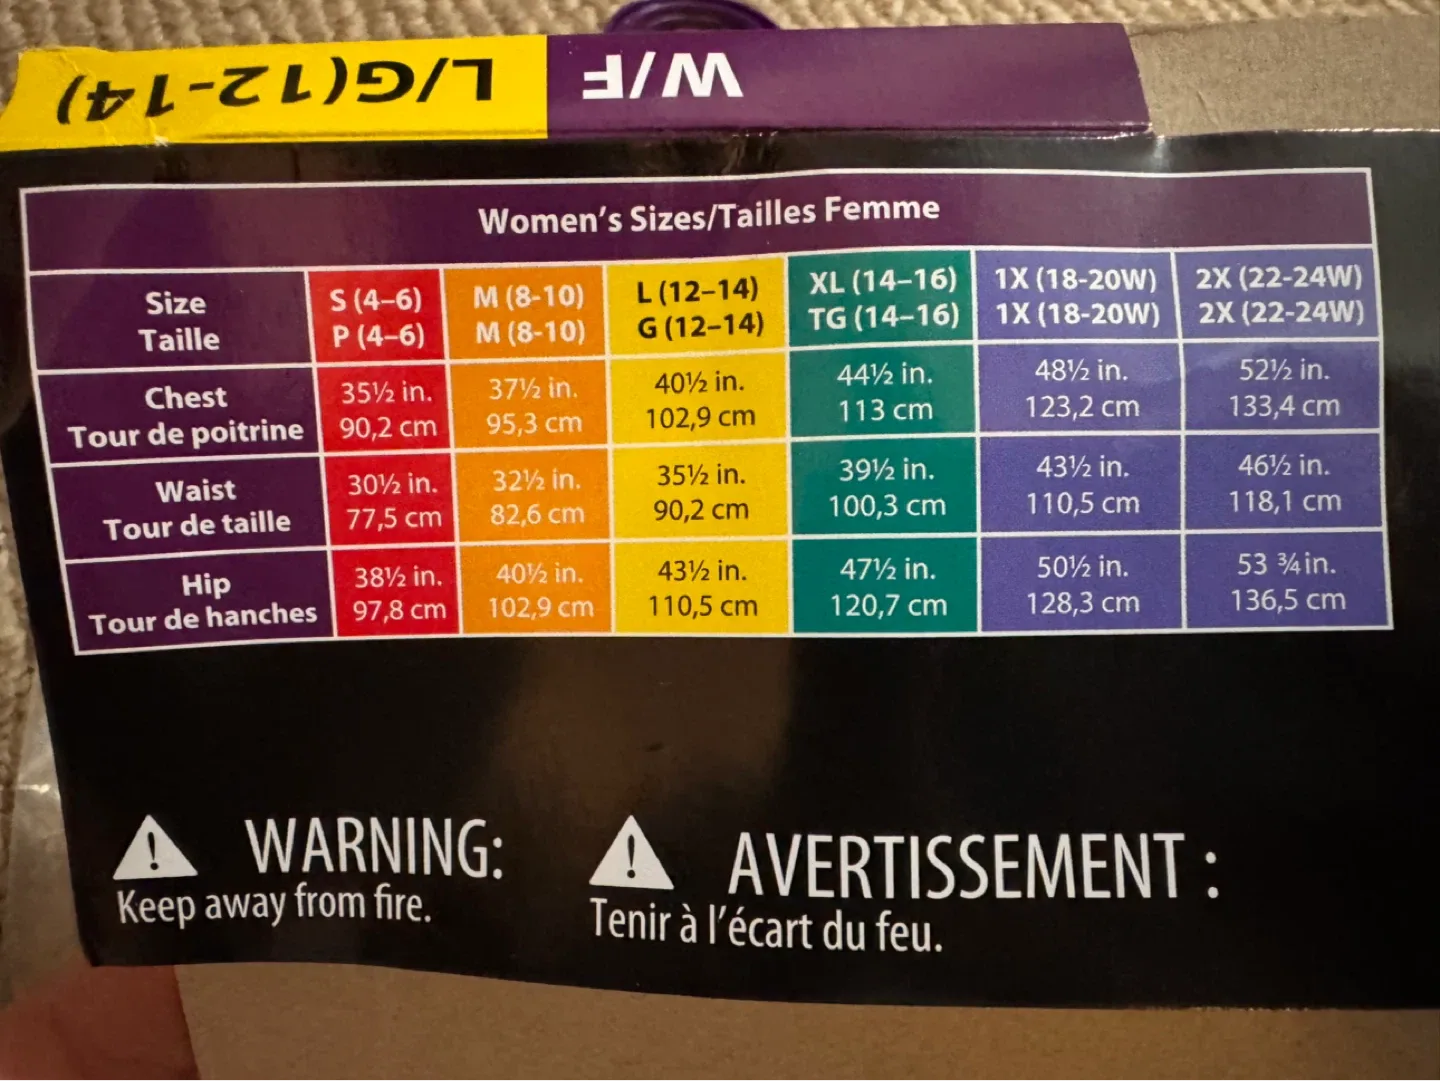 L/G(12-14) W/F
Women's Sizes/Tailles Femme
Size S (4–6) M (8-10) L (12–14) XL (14–16) 1X (18-20W) 2X (22-24W)
Taille P (4–6) M (8-10) G (12–14) TG (14–16) 1X (18-20W) 2X (22-24W)
Chest 35½ in. 37½ in. 40½ in. 44½ in. 48½ in. 52½ in.
Tour de poitrine 90,2 cm 95,3 cm 102,9 cm 113 cm 123,2 cm 133,4 cm
Waist 30½ in. 32½ in. 35½ in. 39½ in. 43½ in. 46½ in.
Tour de taille 77,5 cm 82,6 cm 90,2 cm 100,3 cm 110,5 cm 118,1 cm
Hip 38½ in. 40½ in. 43½ in. 47½ in. 50½ in. 53 ¾ in.
Tour de hanches 97,8 cm 102,9 cm 110,5 cm 120,7 cm 128,3 cm 136,5 cm
WARNING:
Keep away from fire.
AVERTISSEMENT :
Tenir à l'écart du feu.